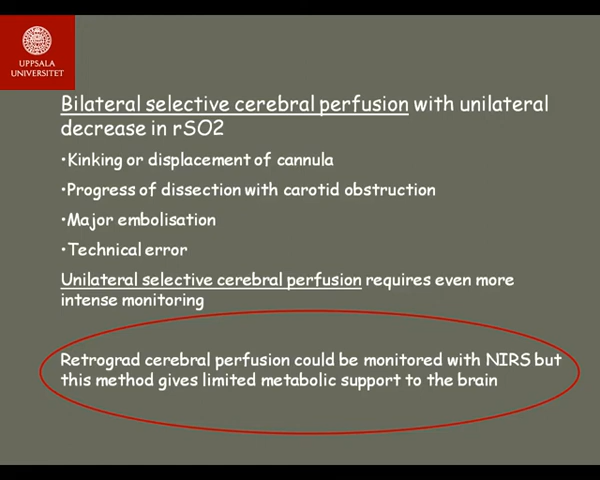 UPPSALA
UNIVERSITET
Bilateral selective cerebral perfusion with unilateral
decrease in rSO2
•Kinking or displacement of cannula
•Progress of dissection with carotid obstruction
•Major embolisation
•Technical error
Unilateral selective cerebral perfusion requires even more
intense monitoring
Retrograd cerebral perfusion could be monitored with NIRS but
this method gives limited metabolic support to the brain